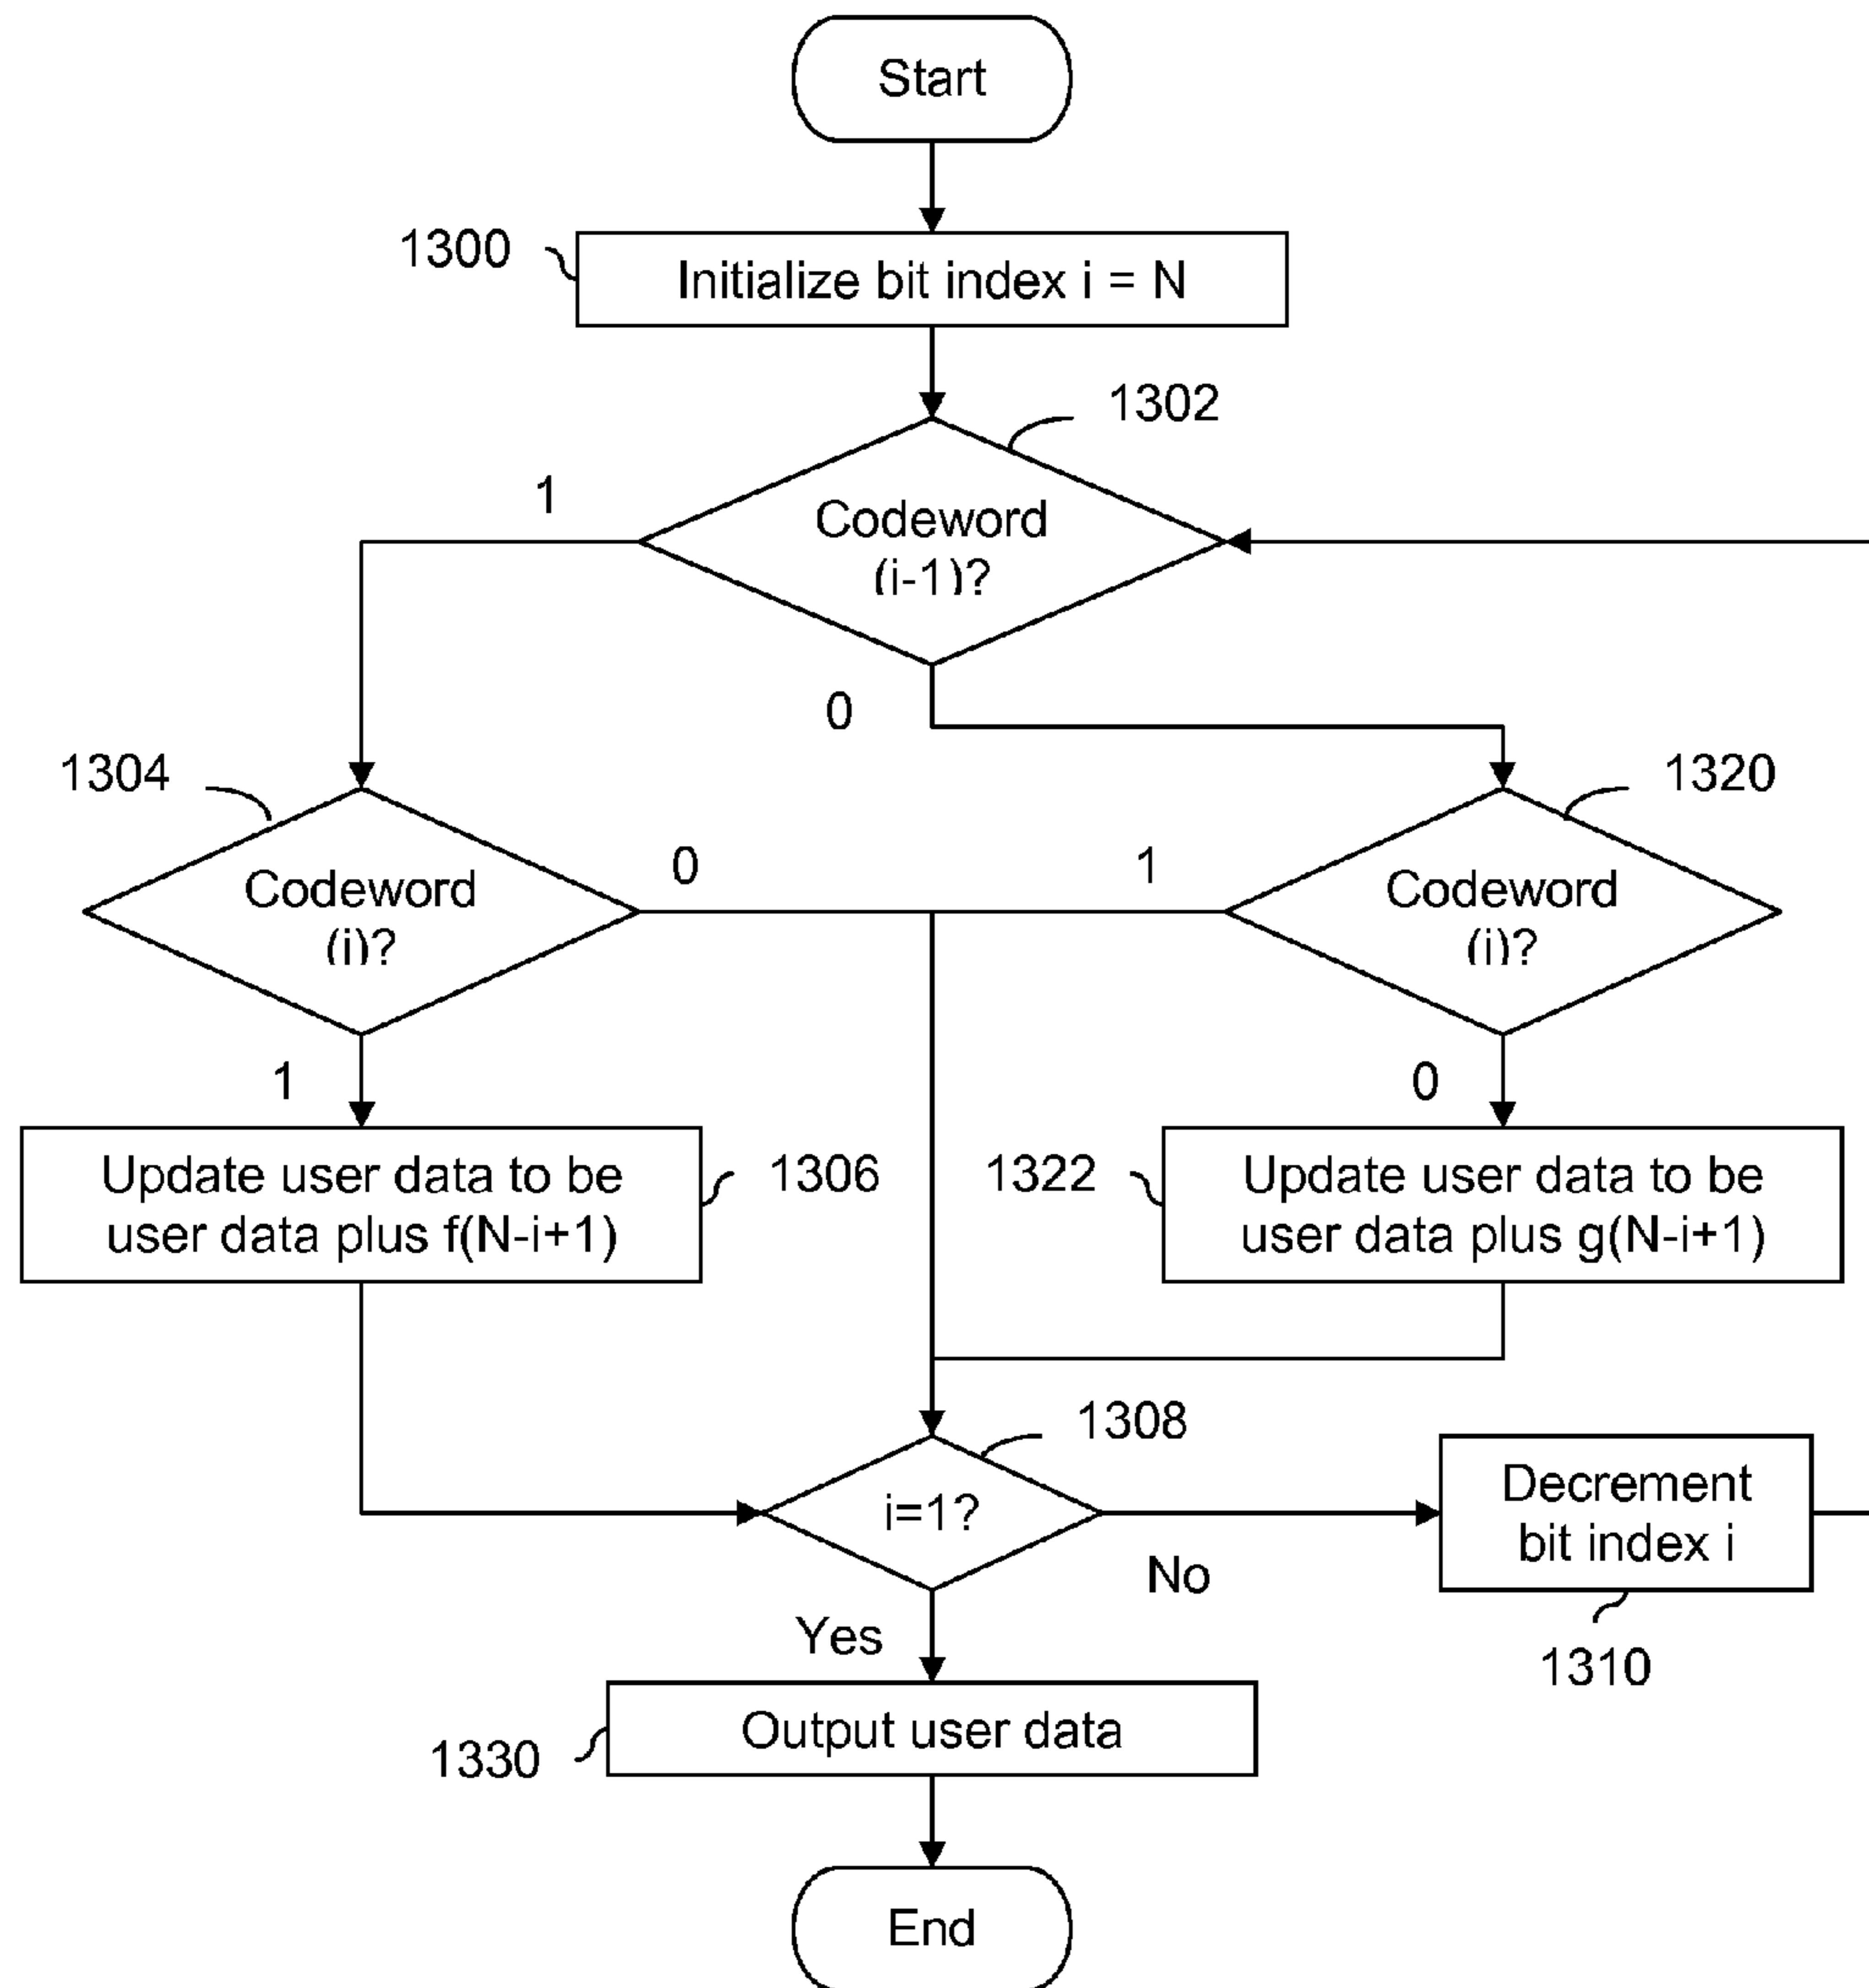 Start
1300
Initialize bit index i = N
1302
1
Codeword
(i-1)?
0
1304
1320
Codeword
(i)?
0
1
Codeword
(i)?
1
0
Update user data to be
user data plus f(N-i+1)
1306
1322
Update user data to be
user data plus g(N-i+1)
1308
i=1?
No
Decrement
bit index i
1310
Yes
Output user data
1330
End